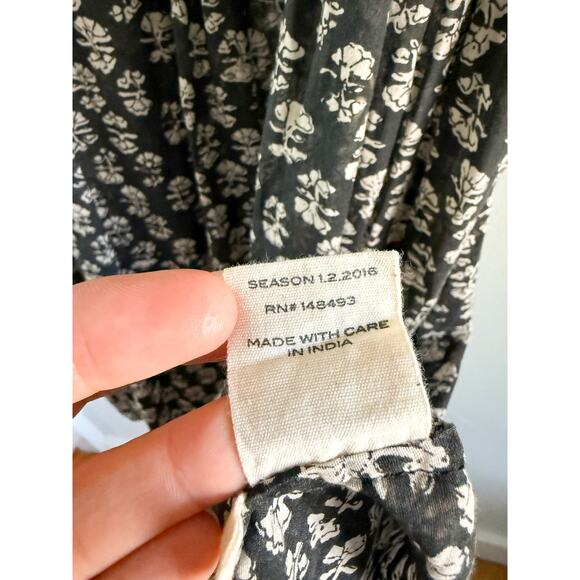 SEASON 1.2.2016
RN# 148493
MADE WITH CARE
IN INDIA